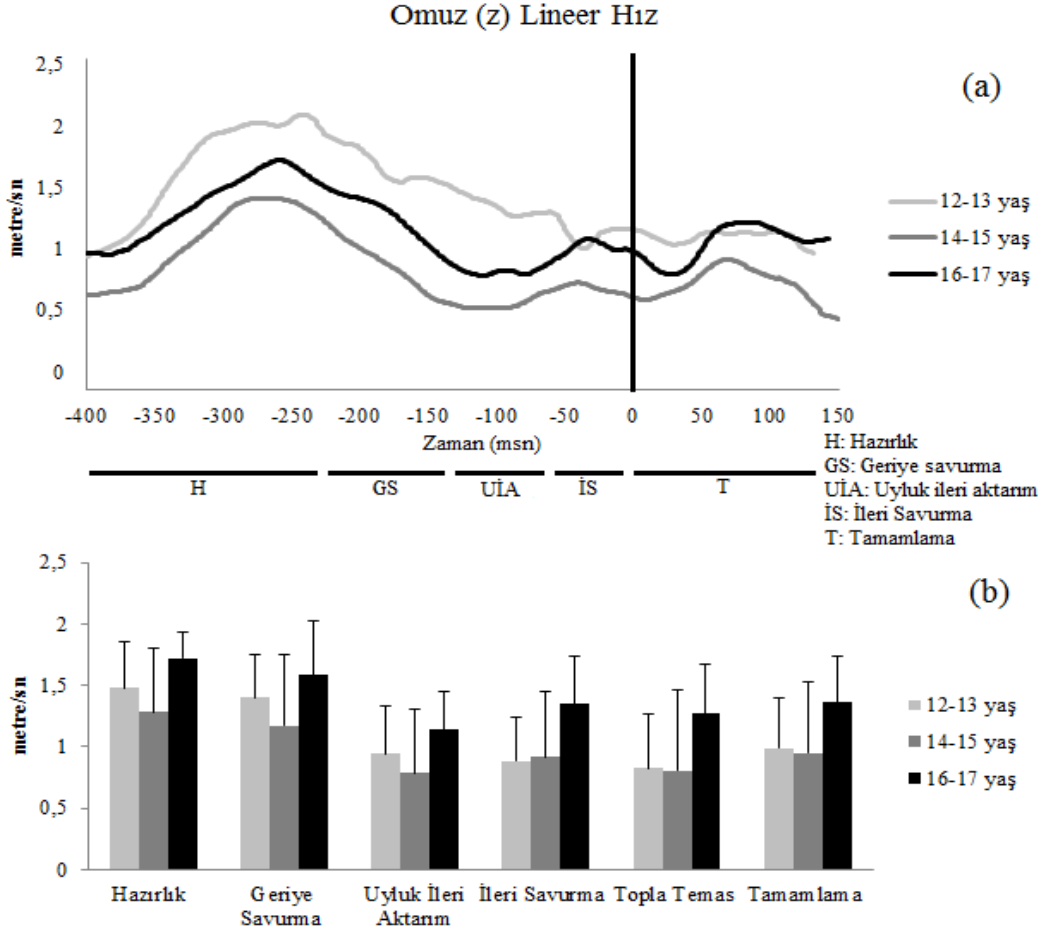 Omuz (z) Lineer Hız
(a)
metre/sn
2,5
2
1,5
1
0,5
0
-400 -350 -300 -250 -200 -150 -100 -50 0 50 100 150
Zaman (msn)
12-13 yaş
14-15 yaş
16-17 yaş
H GS UİA İS T
H: Hazırlık
GS: Geriye savurma
UİA: Uyluk ileri aktarım
İS: İleri Savurma
T: Tamamlama
(b)
metre/sn
2,5
2
1,5
1
0,5
0
12-13 yaş
14-15 yaş
16-17 yaş
Hazırlık Geriye Uyluk İleri İleri Savurma Topla Temas Tamamlama
Savurma Aktarım